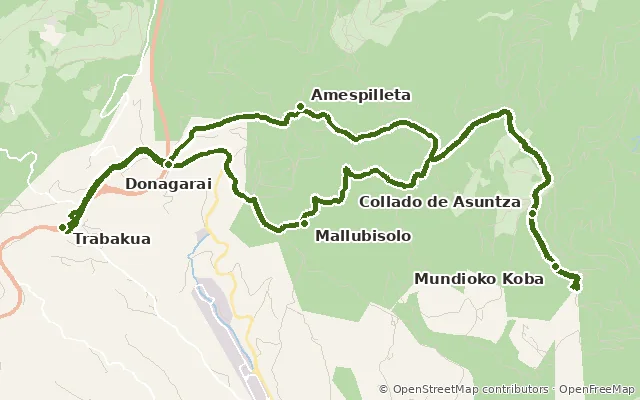 Amespilleta
Donagarai
Collado de Asuntza
Trabakua
Mallubisolo
Mundioko Koba
© OpenStreetMap contributors - OpenFreeMap